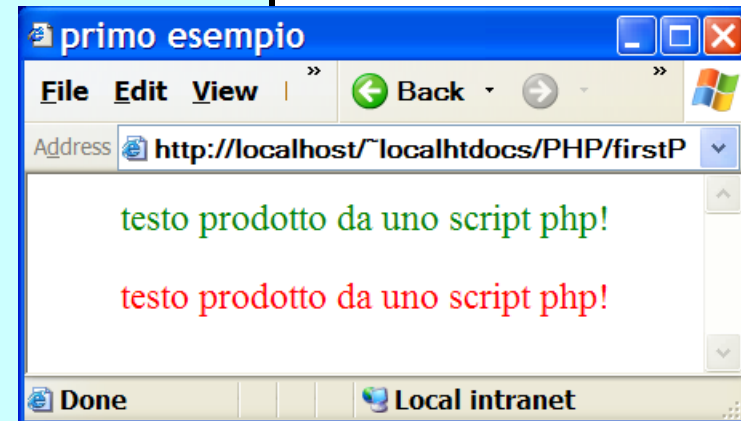 primo esempio
File Edit View » Back »
Address http://localhost/~localhtdocs/PHP/firstP
testo prodotto da uno script php!
testo prodotto da uno script php!
Done Local intranet